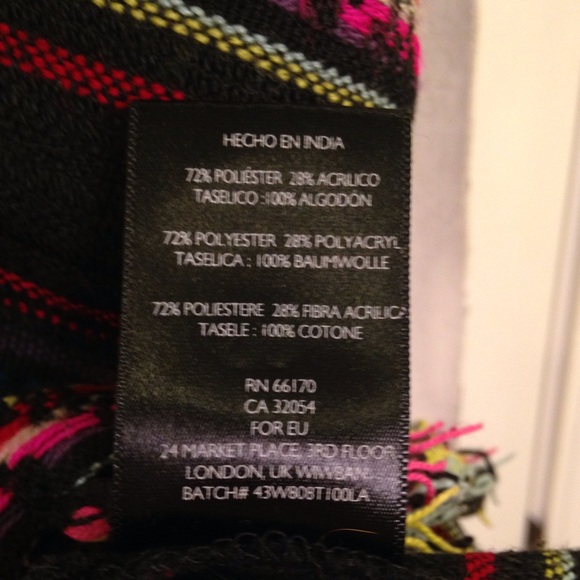 HECHO EN INDIA
72% POLIÉSTER 28% ACRILICO
TASELICO :100% ALGODÓN
72% POLYESTER 28% POLYACRYL
TASELICA : 100% BAUMWOLLE
72% POLIESTERE 28% FIBRA ACRILICA
TASELE : 100% COTONE
RN 66170
CA 32054
FOR EU
24 MARKET PLACE, 3RD FLOOR
LONDON, UK
BATCH# 43W808T100LA